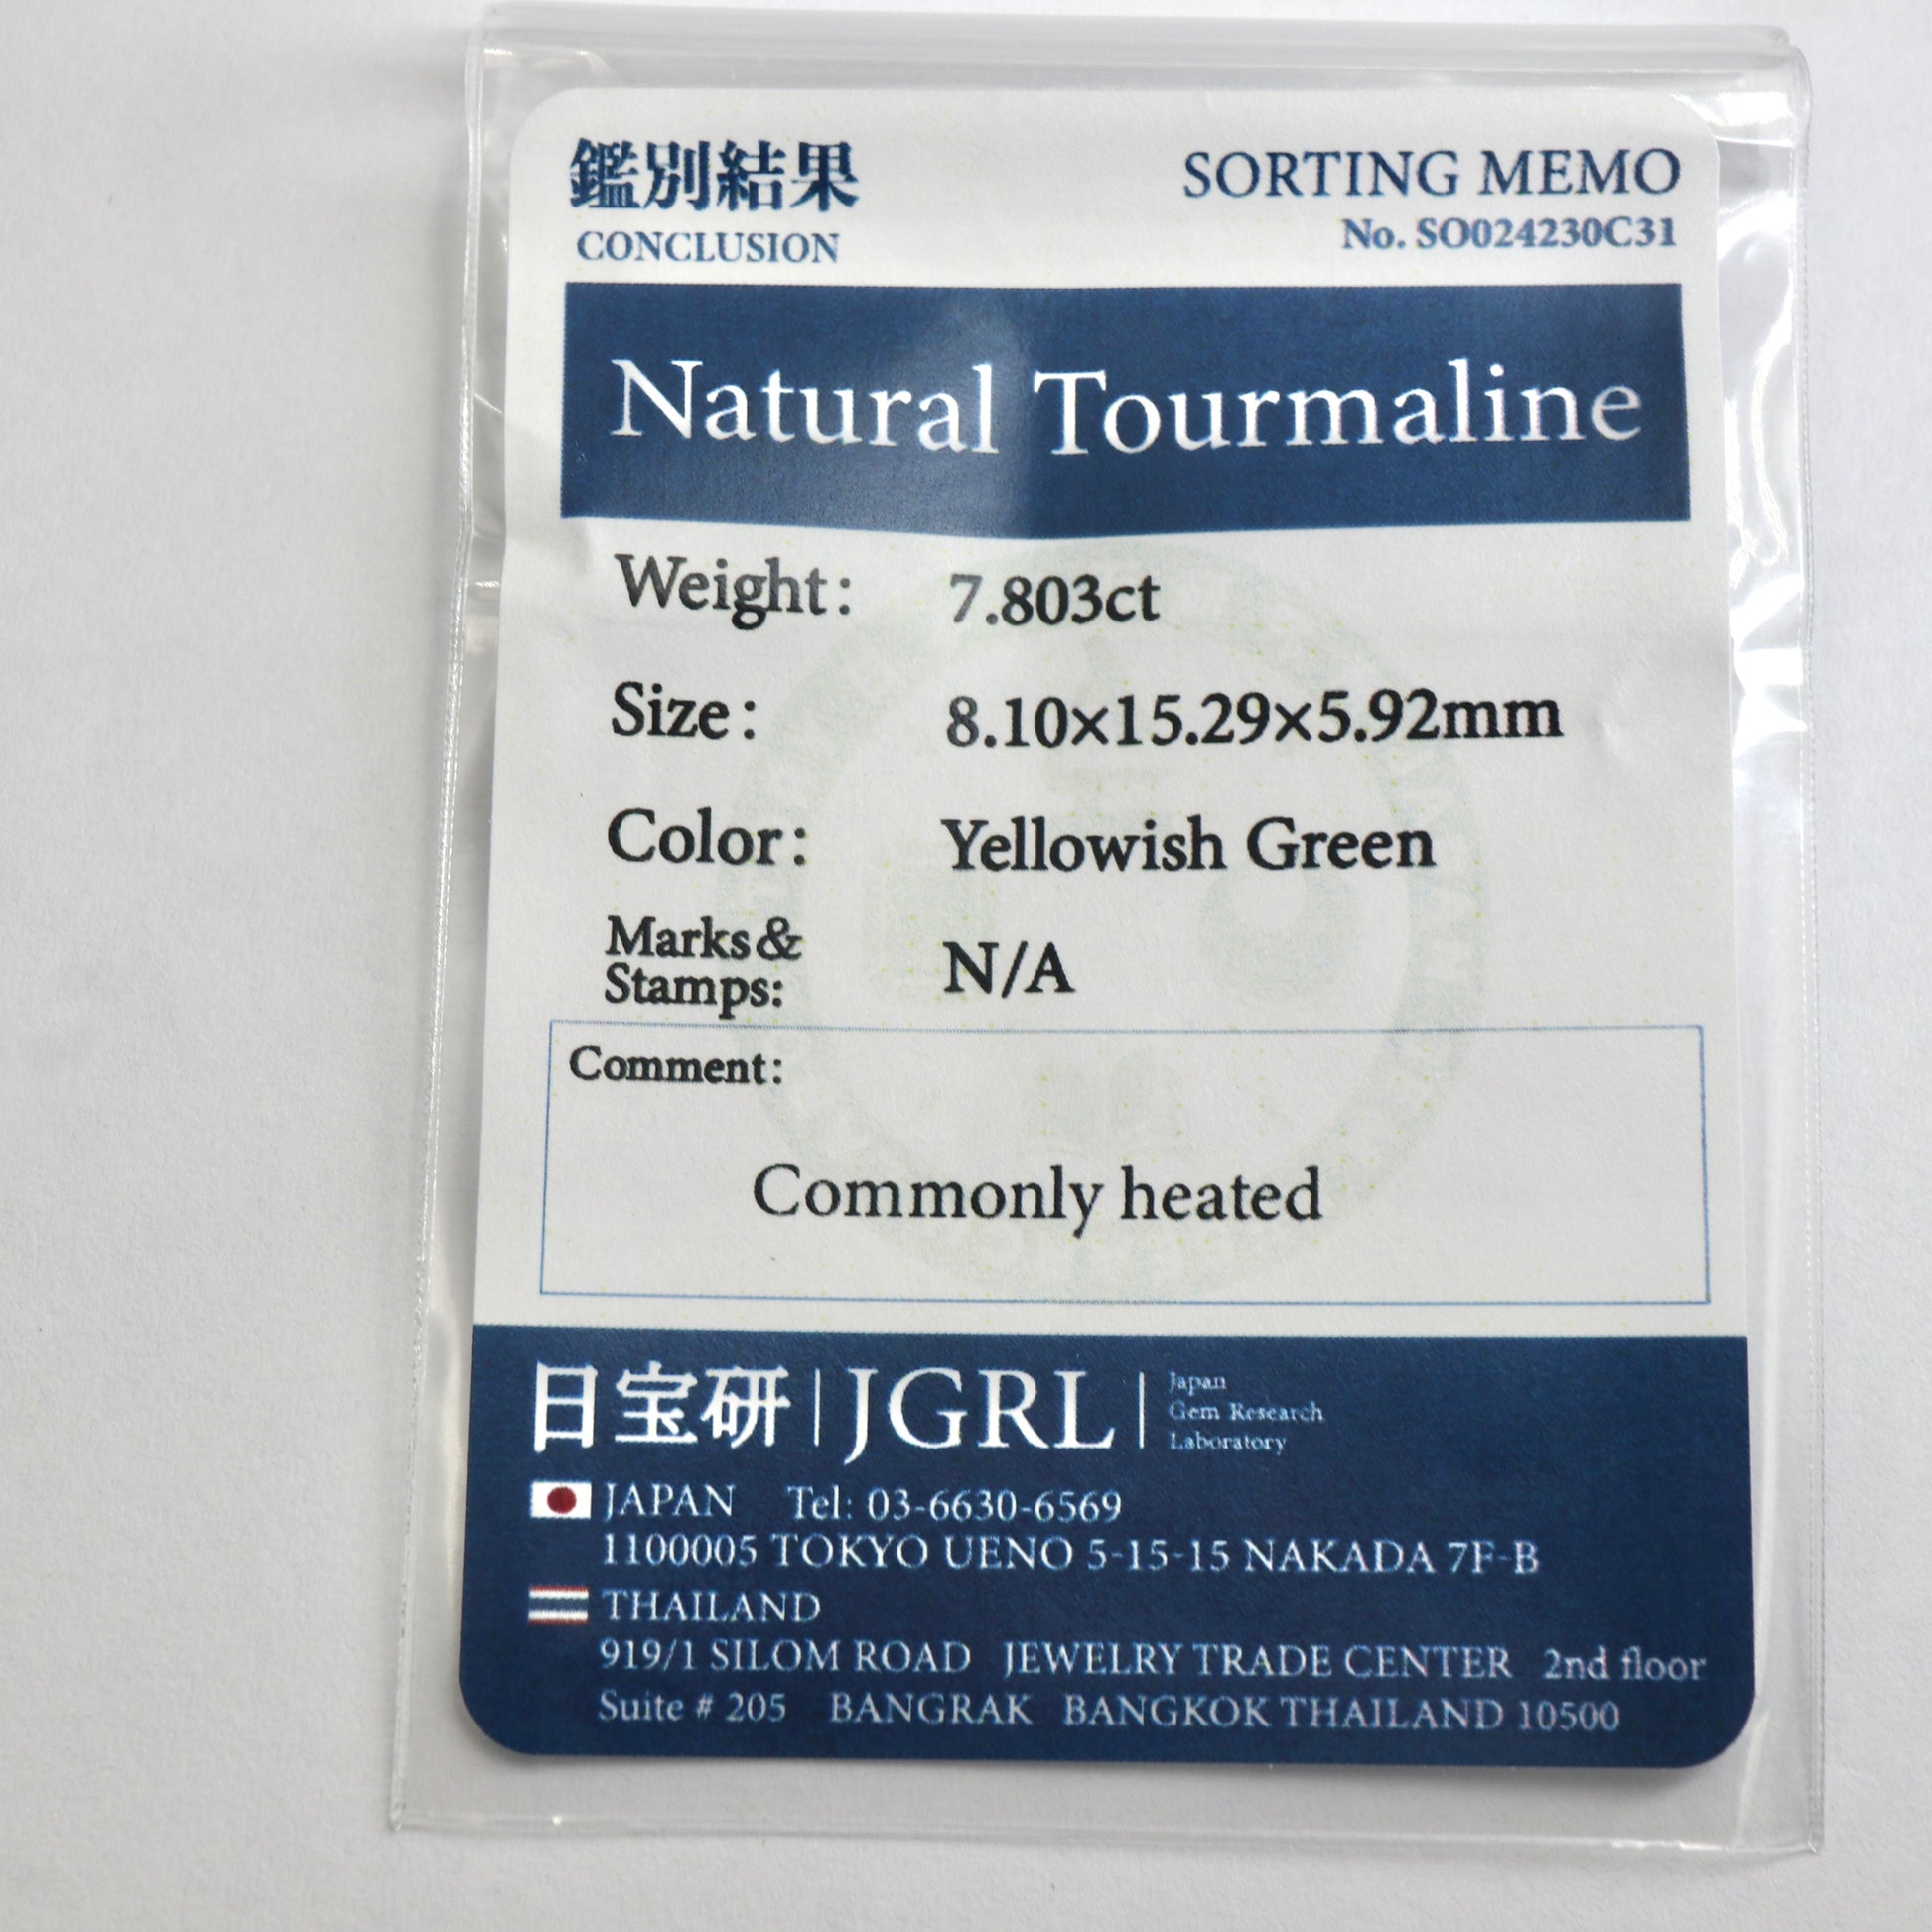 鑑別結果
CONCLUSION
SORTING MEMO
No. SO024230C31
Natural Tourmaline
Weight: 7.803ct
Size: 8.10×15.29×5.92mm
Color: Yellowish Green
Marks&
Stamps: N/A
Comment:
Commonly heated
日宝研 | JGRL |
Japan
Gem Research
Laboratory
JAPAN Tel: 03-6630-6569
1100005 TOKYO UENO 5-15-15 NAKADA 7F-B
THAILAND
919/1 SILOM ROAD JEWELRY TRADE CENTER 2nd floor
Suite # 205 BANGRAK BANGKOK THAILAND 10500